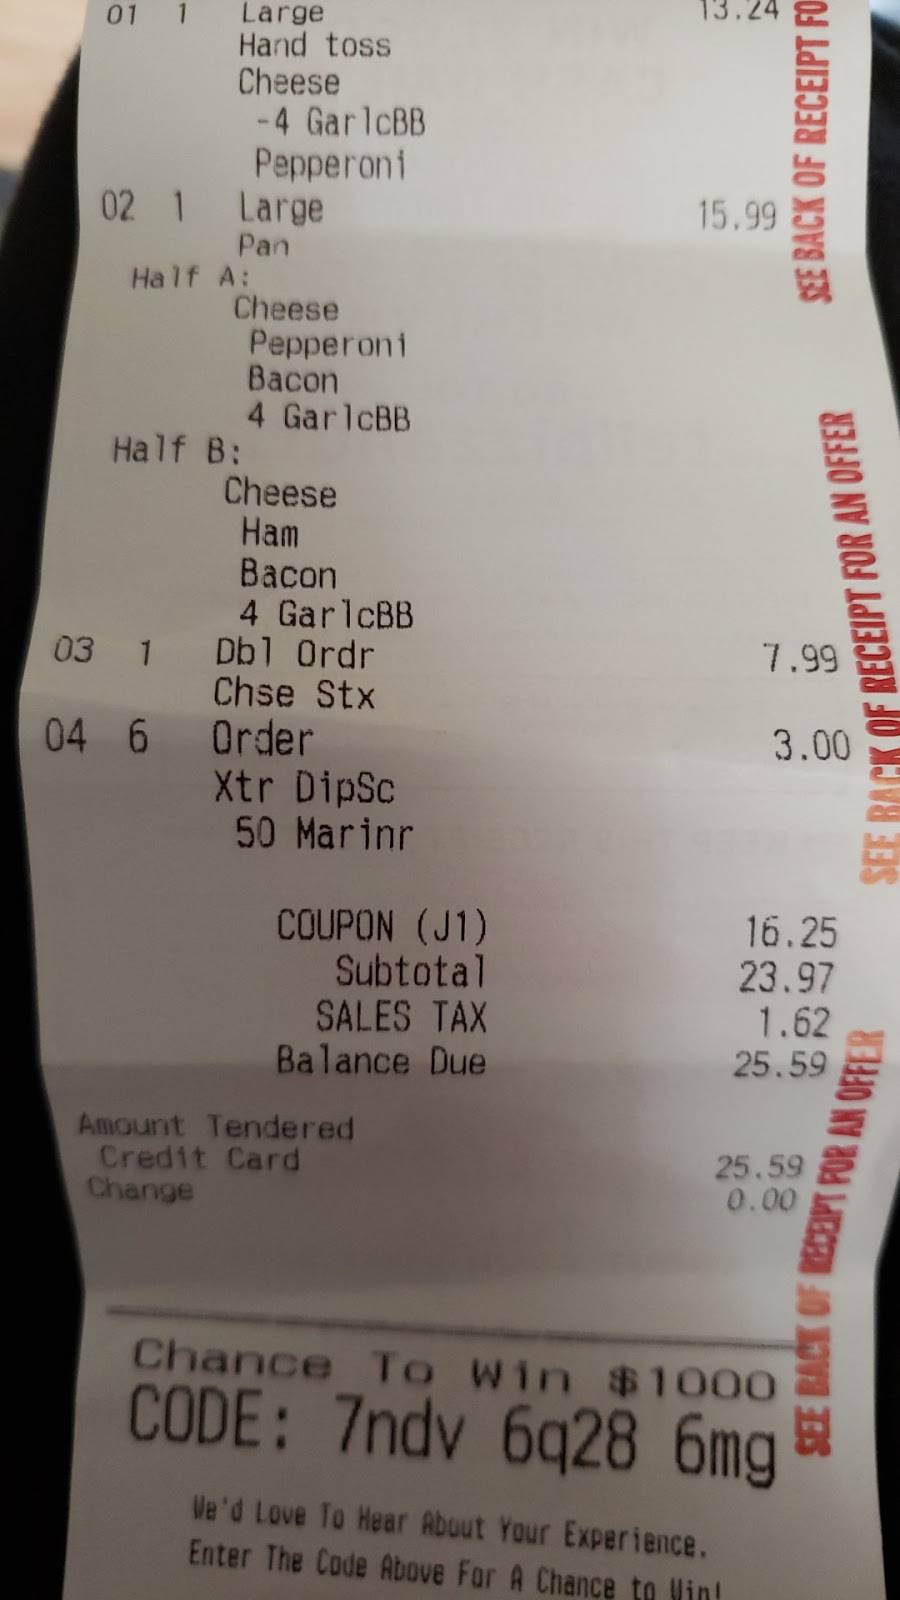 01 1 Large 13.24
Hand toss
Cheese
-4 GarlcBB
Pepperoni
02 1 Large 15.99
Pan
Half A:
Cheese
Pepperoni
Bacon
4 GarlcBB
Half B:
Cheese
Ham
Bacon
4 GarlcBB
03 1 Dbl Ordr 7.99
Chse Stx
04 6 Order 3.00
Xtr DipSc
50 Marinr
COUPON (J1) 16.25
Subtotal 23.97
SALES TAX 1.62
Balance Due 25.59
Amount Tendered
Credit Card 25.59
Change 0.00
Chance To Win $1000
CODE: 7ndv 6q28 6mg
We'd Love To Hear About Your Experience.
Enter The Code Above For A Chance to Win!
SEE BACK OF RECEIPT FO
SEE BACK OF RECEIPT FOR AN OFFER
SEE BACK OF RECEIPT FOR AN OFFER